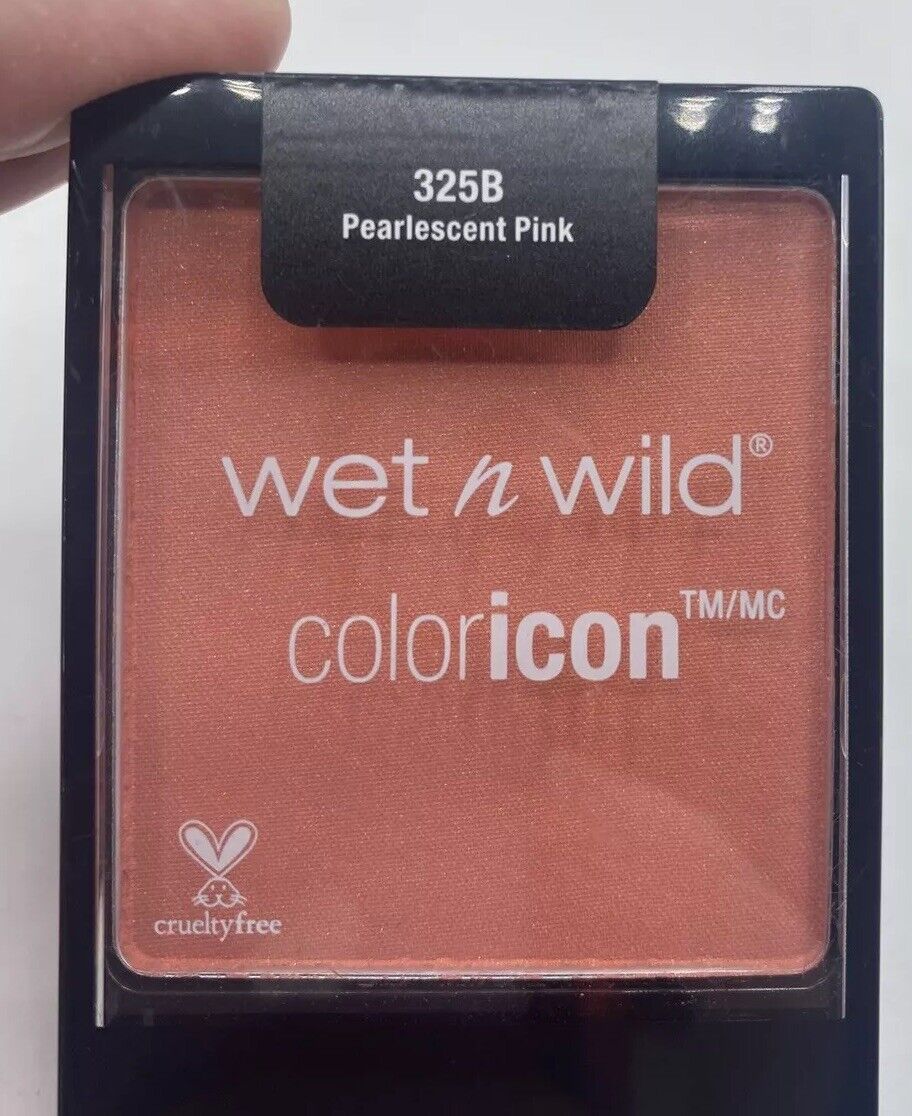 325B
Pearlescent Pink
wet n wild®
coloricon™/MC
crueltyfree